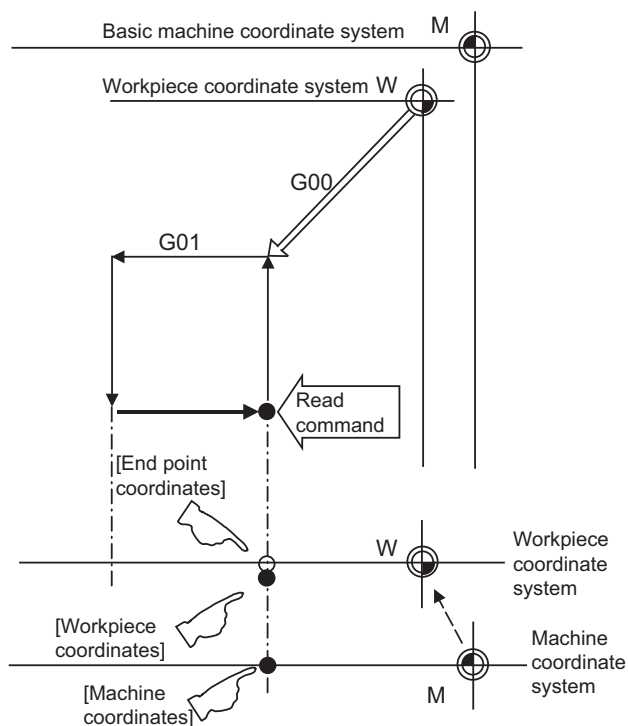 Basic machine coordinate system
M
Workpiece coordinate system
W
G00
G01
Read
command
[End point
coordinates]
W
Workpiece
coordinate
system
[Workpiece
coordinates]
Machine
coordinate
system
[Machine
coordinates]
M